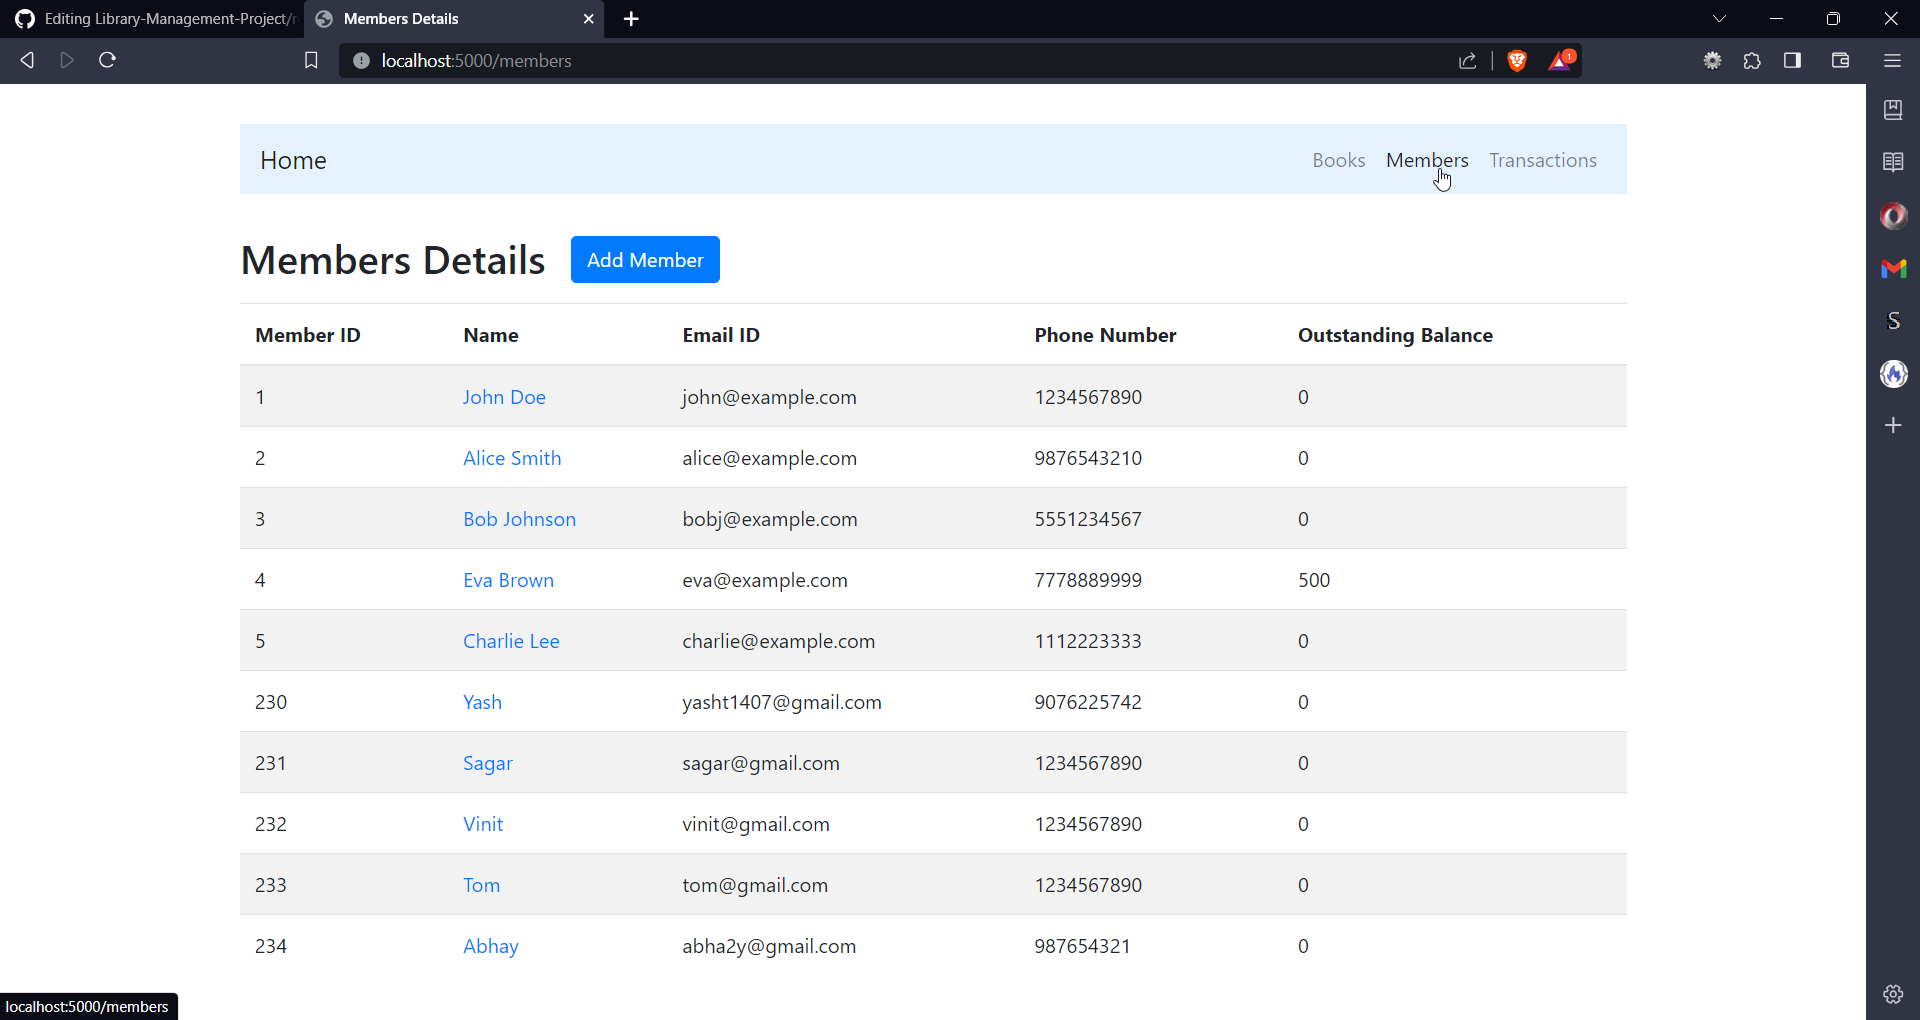 Editing Library-Management-Project/r
Members Details
localhost:5000/members
1
Home
Books Members Transactions
Members Details Add Member
Member ID Name Email ID Phone Number Outstanding Balance
1 John Doe john@example.com 1234567890 0
2 Alice Smith alice@example.com 9876543210 0
3 Bob Johnson bobj@example.com 5551234567 0
4 Eva Brown eva@example.com 7778889999 500
5 Charlie Lee charlie@example.com 1112223333 0
230 Yash yasht1407@gmail.com 9076225742 0
231 Sagar sagar@gmail.com 1234567890 0
232 Vinit vinit@gmail.com 1234567890 0
233 Tom tom@gmail.com 1234567890 0
234 Abhay abha2y@gmail.com 987654321 0
S
localhost:5000/members